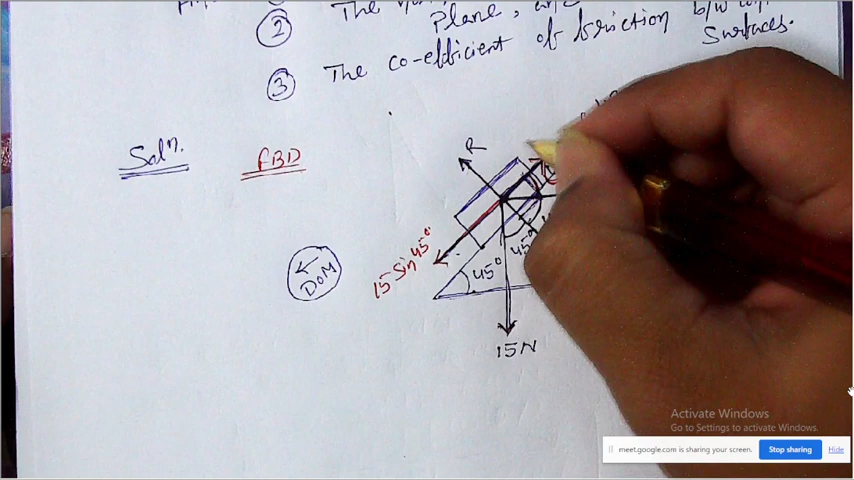 ② The
Plane,
b/w
③ The co-efficient of friction
Surfaces.
Solⁿ.
FBD
R
15 Sin 45°
45°
45°
DOM
15N
Activate Windows
Go to Settings to activate Windows.
meet.google.com is sharing your screen.
Stop sharing
Hide